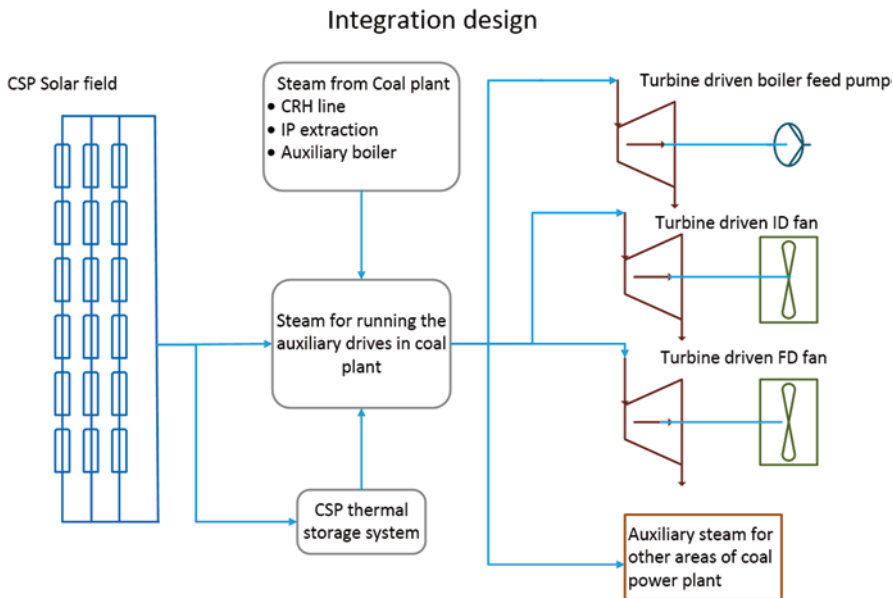 Integration design
CSP Solar field
Steam from Coal plant
• CRH line
• IP extraction
• Auxiliary boiler
Turbine driven boiler feed pump
Turbine driven ID fan
Steam for running the
auxiliary drives in coal
plant
Turbine driven FD fan
CSP thermal
storage system
Auxiliary steam for
other areas of coal
power plant